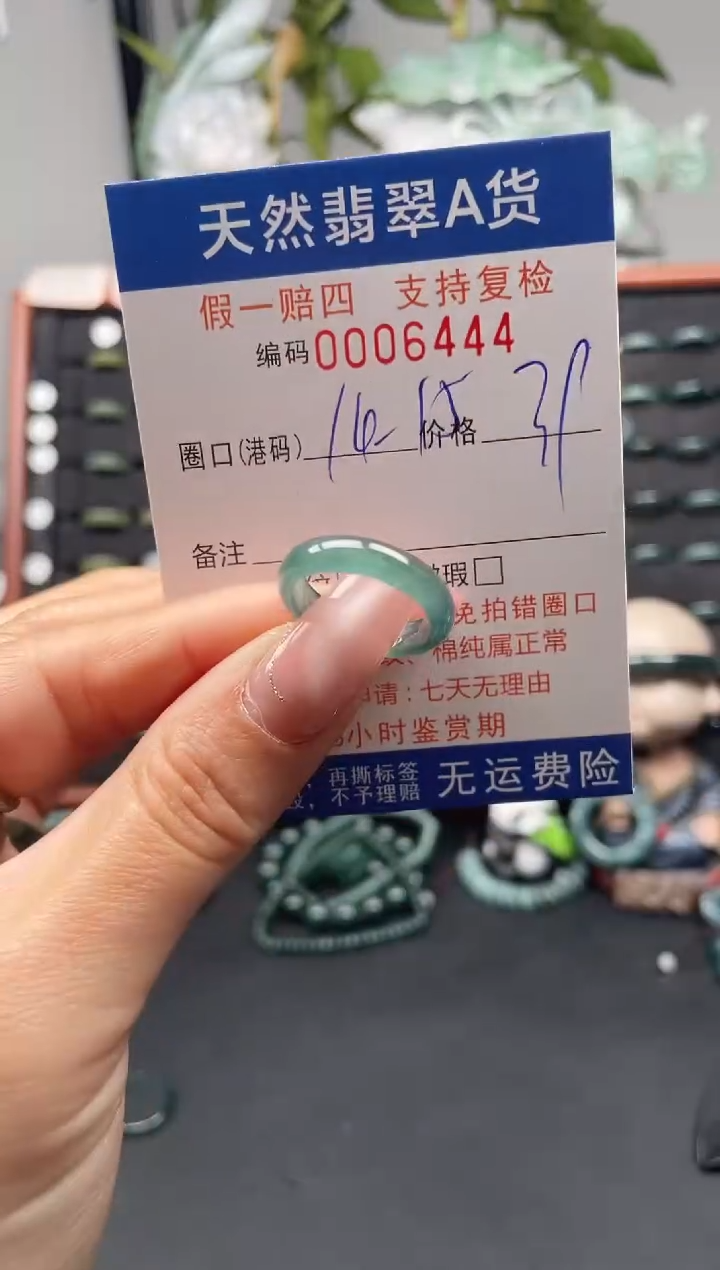 天然翡翠A货
假一赔四 支持复检
编码0006444
圈口(港码) 价格
备注
瑕□
免拍错圈口
棉纯属正常
请:七天无理由
小时鉴赏期
再撕标签 无运费险
,不予理赔